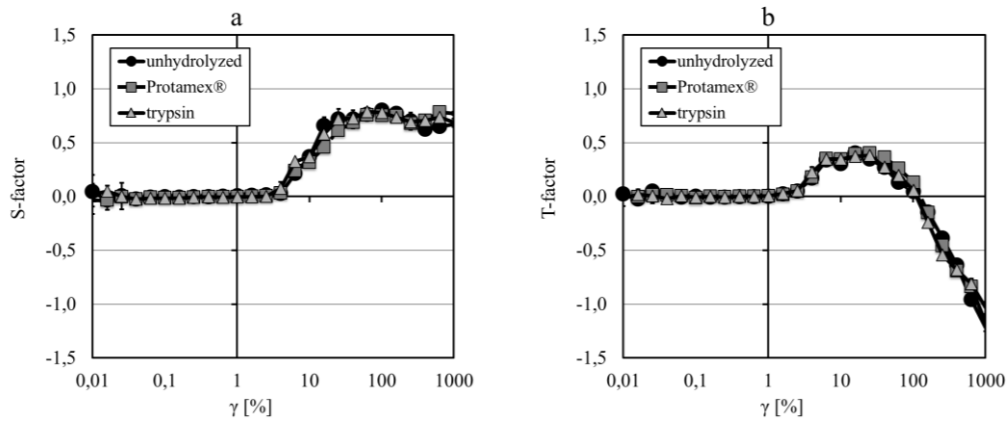 a
1,5
1,0
0,5
0,0
-0,5
-1,0
-1,5
S-factor
unhydrolyzed
Protamex®
trypsin
0,01 0,1 1 10 100 1000
γ [%]
b
1,5
1,0
0,5
0,0
-0,5
-1,0
-1,5
T-factor
unhydrolyzed
Protamex®
trypsin
0,01 0,1 1 10 100 1000
γ [%]